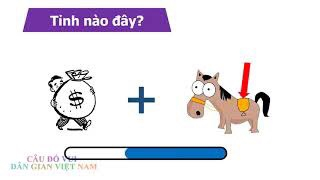 Tỉnh nào đây?
$
+
CÂU ĐỐ VUI
DÂN GIAN VIỆT NAM